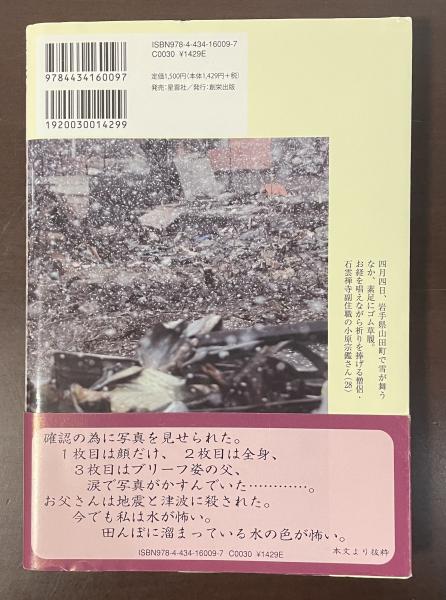 ISBN978-4-434-16009-7
C0030 ¥1429E
定価1,500円(本体1,429円+税)
発売:星雲社/発行:創栄出版
9784434160097
1920030014299
四月四日、岩手県山田町で雪が舞う
なか、素足にゴム草履。
お経を唱えながら祈りを捧げる僧侶・
石雲禅寺副住職の小原宗鑑さん(28)
確認の為に写真を見せられた。
1枚目は顔だけ、2枚目は全身、
3枚目はブリーフ姿の父、
涙で写真がかすんでいた…………。
お父さんは地震と津波に殺された。
今でも私は水が怖い。
田んぼに溜まっている水の色が怖い。
ISBN978-4-434-16009-7 C0030 ¥1429E
本文より抜粋